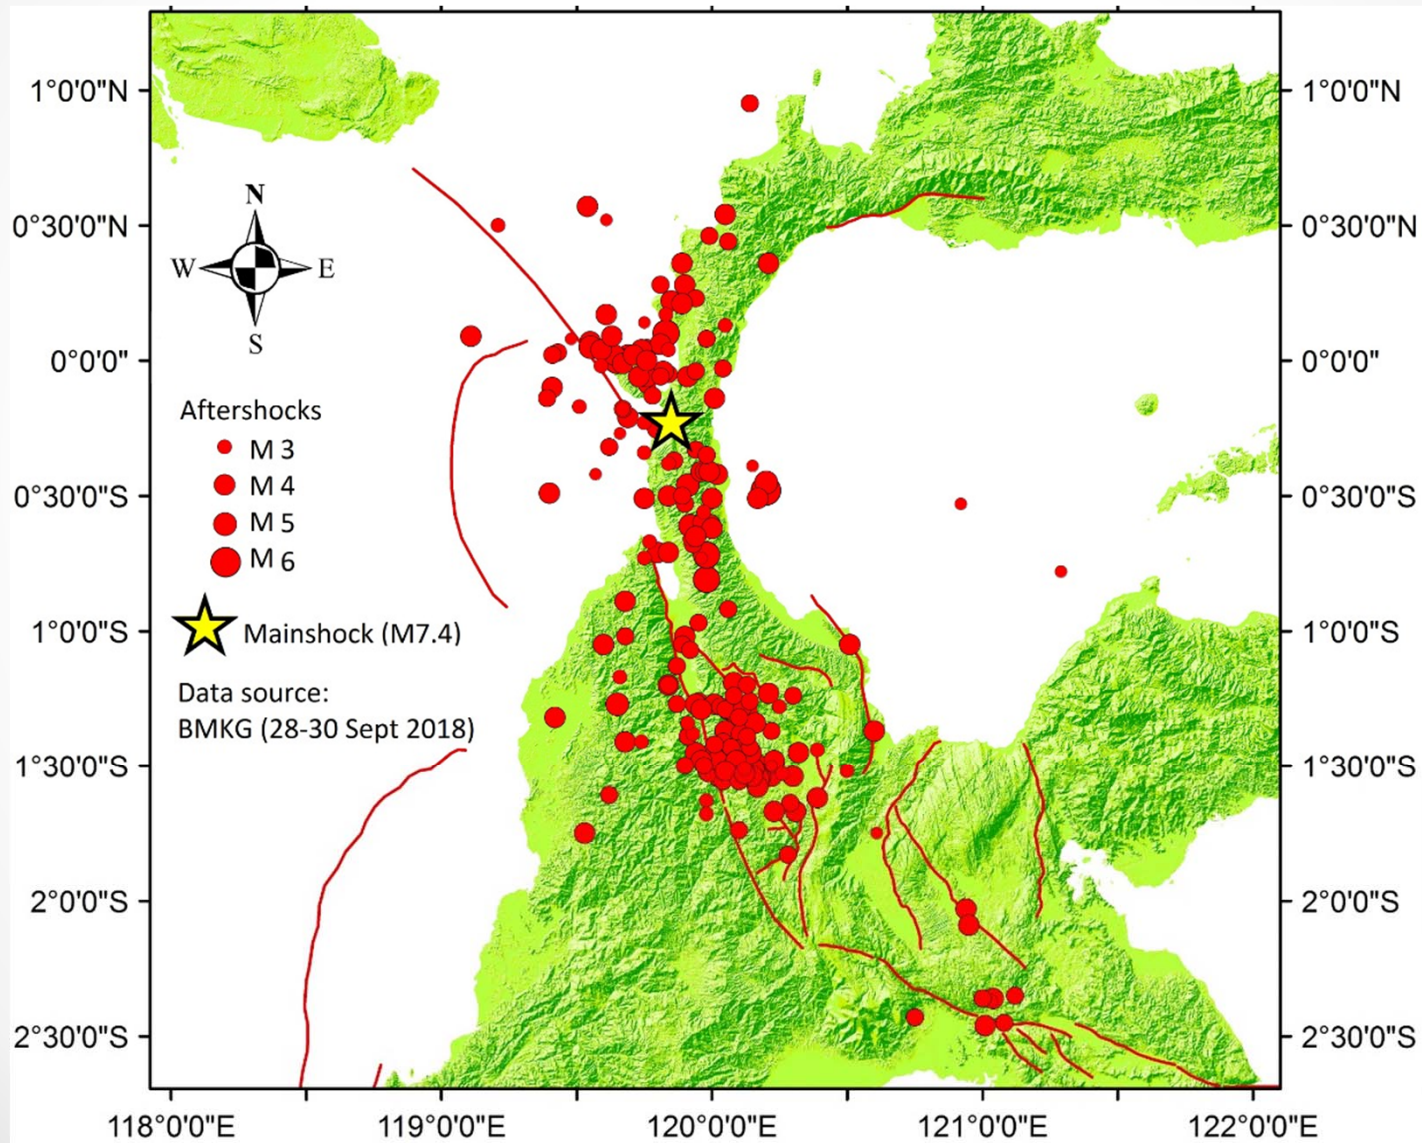 1°0'0"N
1°0'0"N
N
0°30'0"N
0°30'0"N
W
E
S
0°0'0"
0°0'0"
Aftershocks
M 3
M 4
0°30'0"S
0°30'0"S
M 5
M 6
1°0'0"S
1°0'0"S
Mainshock (M7.4)
Data source:
BMKG (28-30 Sept 2018)
1°30'0"S
1°30'0"S
2°0'0"S
2°0'0"S
2°30'0"S
2°30'0"S
118°0'0"E
119°0'0"E
120°0'0"E
121°0'0"E
122°0'0"E